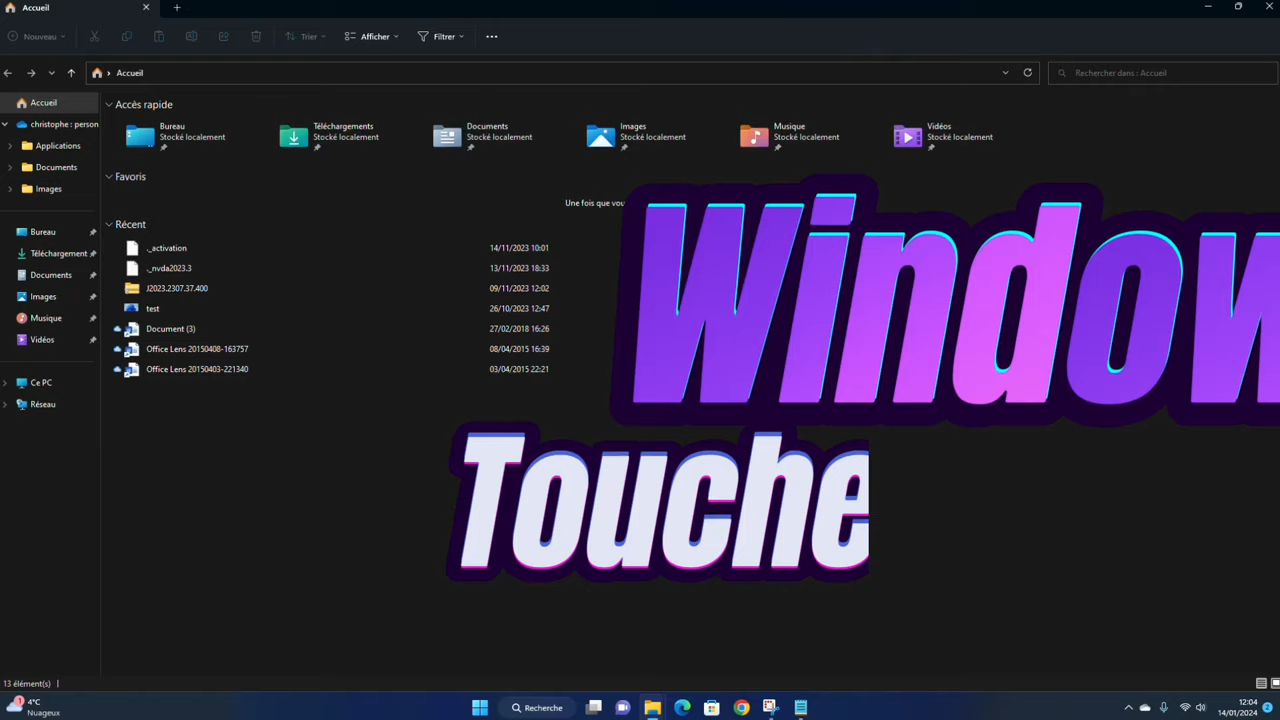 Accueil
Nouveau
Trier
Afficher
Filtrer
Accueil
Rechercher dans : Accueil
Accueil
christophe : person
Applications
Documents
Images
Bureau
Téléchargement
Documents
Images
Musique
Vidéos
Ce PC
Réseau
Accès rapide
Bureau
Stocké localement
Téléchargements
Stocké localement
Documents
Stocké localement
Images
Stocké localement
Musique
Stocké localement
Vidéos
Stocké localement
Favoris
Une fois que vou
Récent
._activation 14/11/2023 10:01
._nvda2023.3 13/11/2023 18:33
J2023.2307.37.400 09/11/2023 12:02
test 26/10/2023 12:47
Document (3) 27/02/2018 16:26
Office Lens 20150408-163757 08/04/2015 16:39
Office Lens 20150403-221340 03/04/2015 22:21
Window
Touche
13 élément(s)
1
4°C
Nuageux
Recherche
12:04
14/01/2024
2